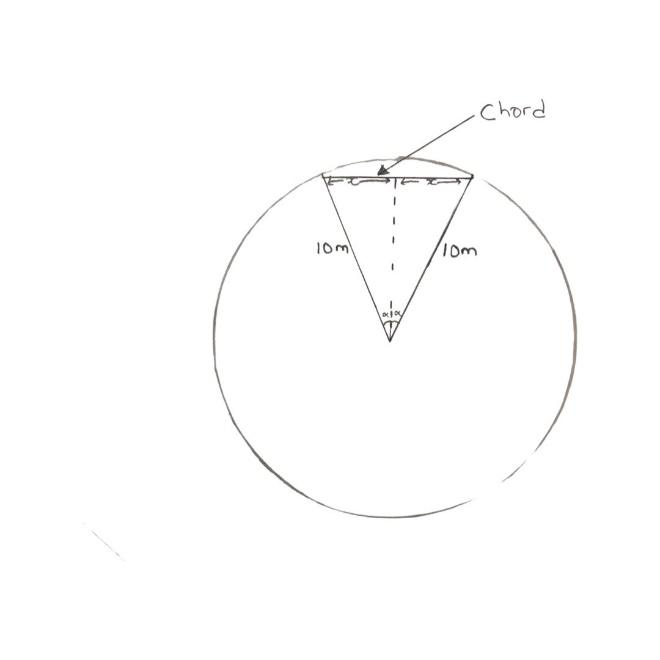 Chord
x x
10m 10m
α α